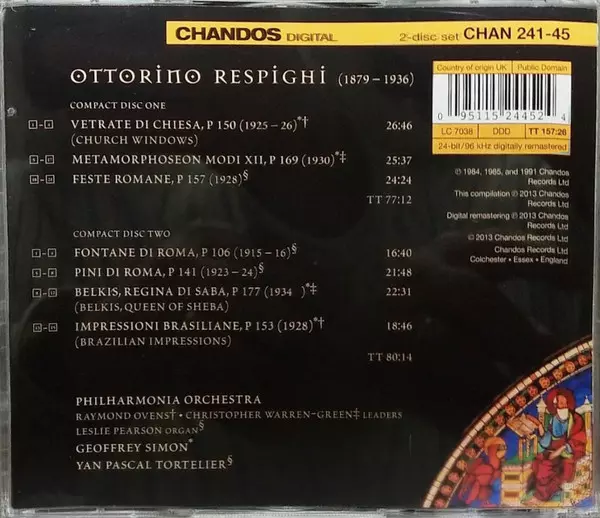 CHANDOS DIGITAL 2-disc set CHAN 241-45
OTTORINO RESPIGHI (1879 – 1936)
Country of origin UK Public Domain
0 95115 24452 4
LC 7038 DDD TT 157:26
24-bit/96 kHz digitally remastered
COMPACT DISC ONE
VETRATE DI CHIESA, P 150 (1925 – 26)*† 26:46
(CHURCH WINDOWS)
METAMORPHOSEON MODI XII, P 169 (1930)*‡ 25:37
FESTE ROMANE, P 157 (1928)§ 24:24
TT 77:12
℗ 1984, 1985, and 1991 Chandos
Records Ltd
This compilation ℗ 2013 Chandos
Records Ltd
Digital remastering ℗ 2013 Chandos
Records Ltd
© 2013 Chandos Records Ltd
Chandos Records Ltd
Colchester • Essex • England
COMPACT DISC TWO
FONTANE DI ROMA, P 106 (1915 – 16)§ 16:40
PINI DI ROMA, P 141 (1923 – 24)§ 21:48
BELKIS, REGINA DI SABA, P 177 (1934 )*‡ 22:31
(BELKIS, QUEEN OF SHEBA)
IMPRESSIONI BRASILIANE, P 153 (1928)*† 18:46
(BRAZILIAN IMPRESSIONS)
TT 80:14
PHILHARMONIA ORCHESTRA
RAYMOND OVENS† • CHRISTOPHER WARREN-GREEN‡ LEADERS
LESLIE PEARSON ORGAN§
GEOFFREY SIMON*
YAN PASCAL TORTELIER§